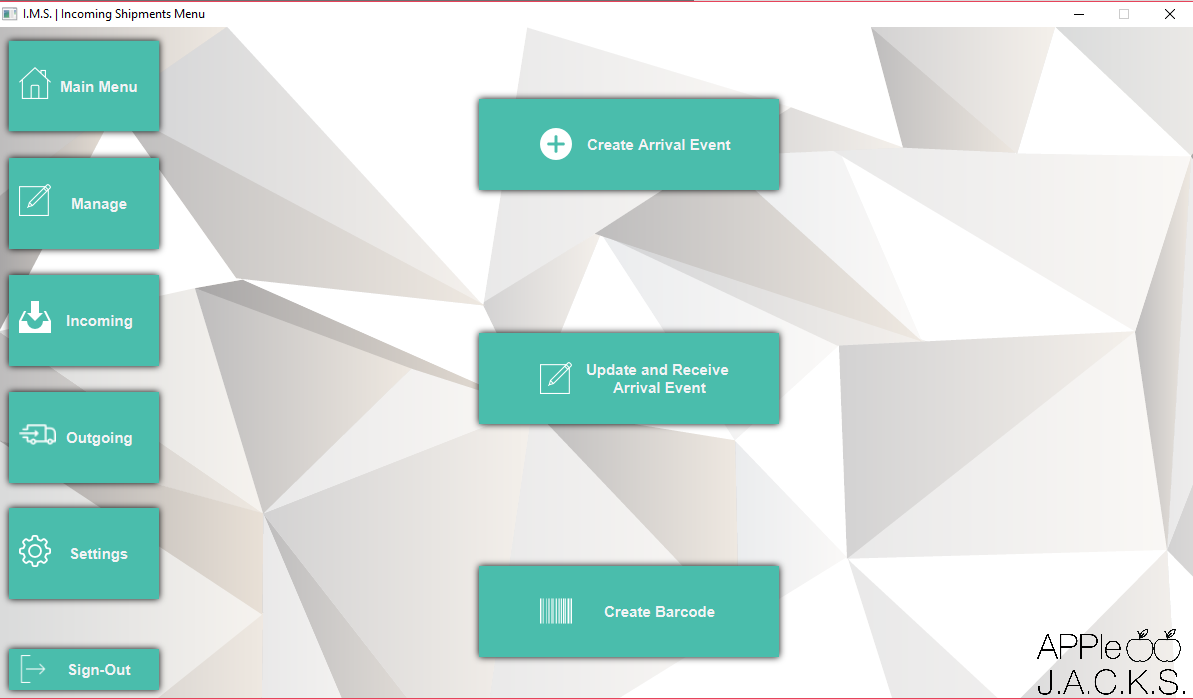 I.M.S. | Incoming Shipments Menu
Main Menu
Manage
Incoming
Outgoing
Settings
Sign-Out
Create Arrival Event
Update and Receive
Arrival Event
Create Barcode
APPle
J.A.C.K.S.